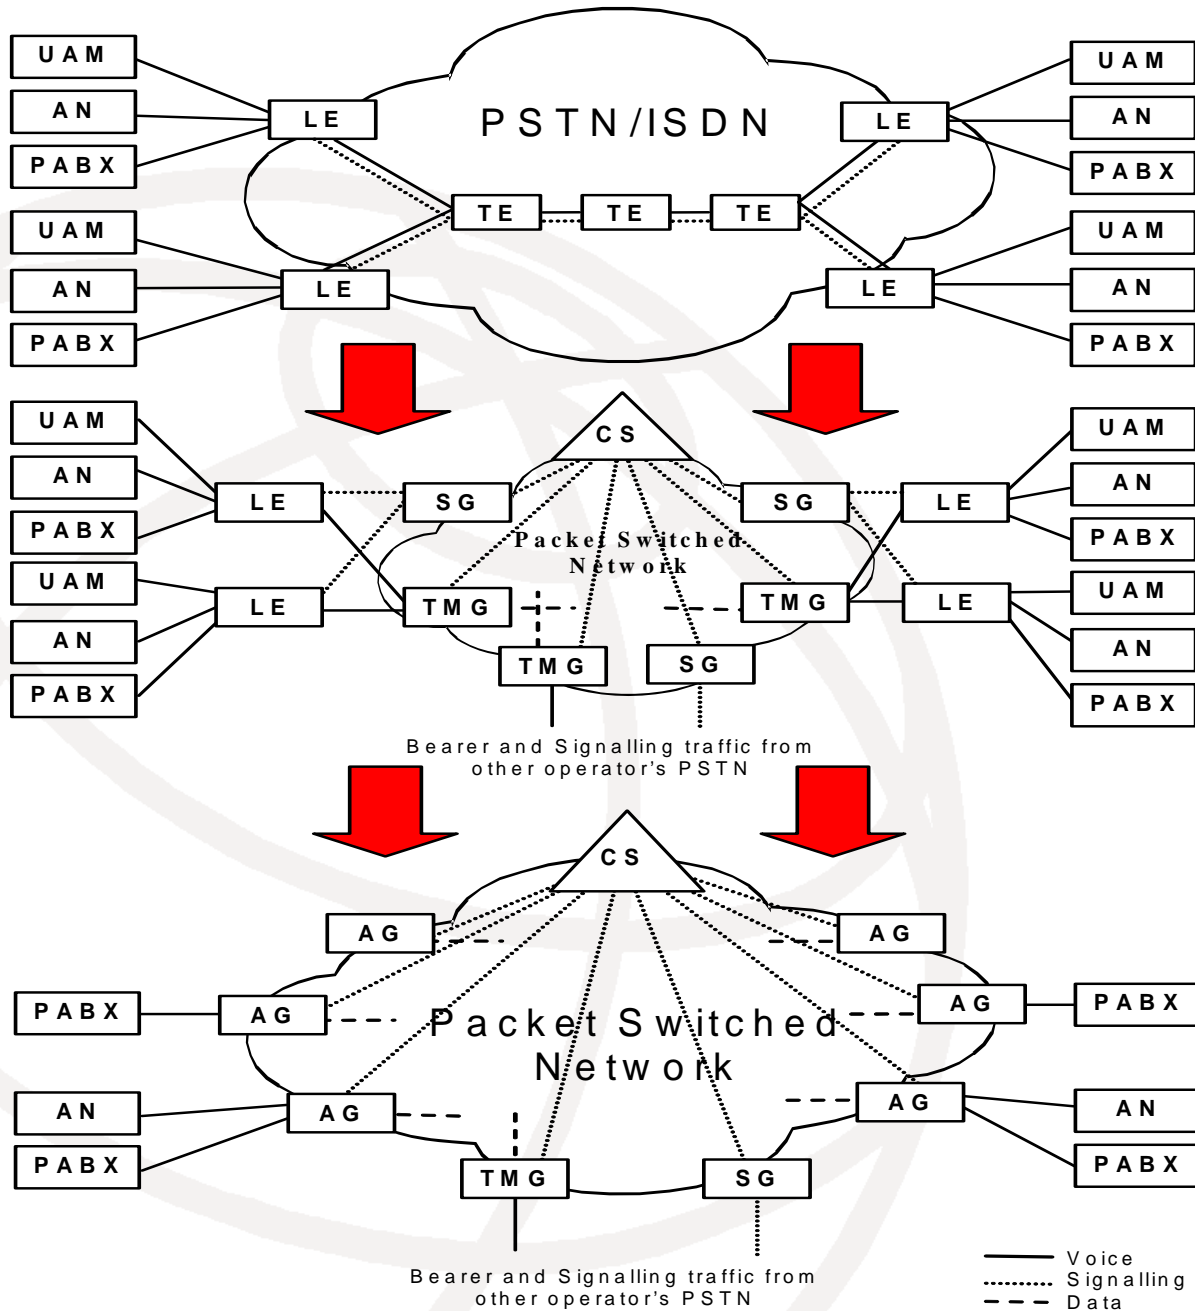 UAM
UAM
PSTN/ISDN
AN
LE
LE
AN
PABX
PABX
TE
TE
TE
UAM
UAM
AN
LE
LE
AN
PABX
PABX
UAM
CS
UAM
AN
AN
LE
SG
SG
LE
PABX
Packet Switched
PABX
Network
UAM
UAM
LE
TMG
TMG
LE
AN
AN
TMG
SG
PABX
PABX
Bearer and Signalling traffic from
other operator's PSTN
CS
AG
AG
PABX
AG
AG
PABX
Packet Switched
Network
AN
AG
AG
AN
PABX
TMG
SG
PABX
Bearer and Signalling traffic from
other operator's PSTN
Voice
Signalling
Data